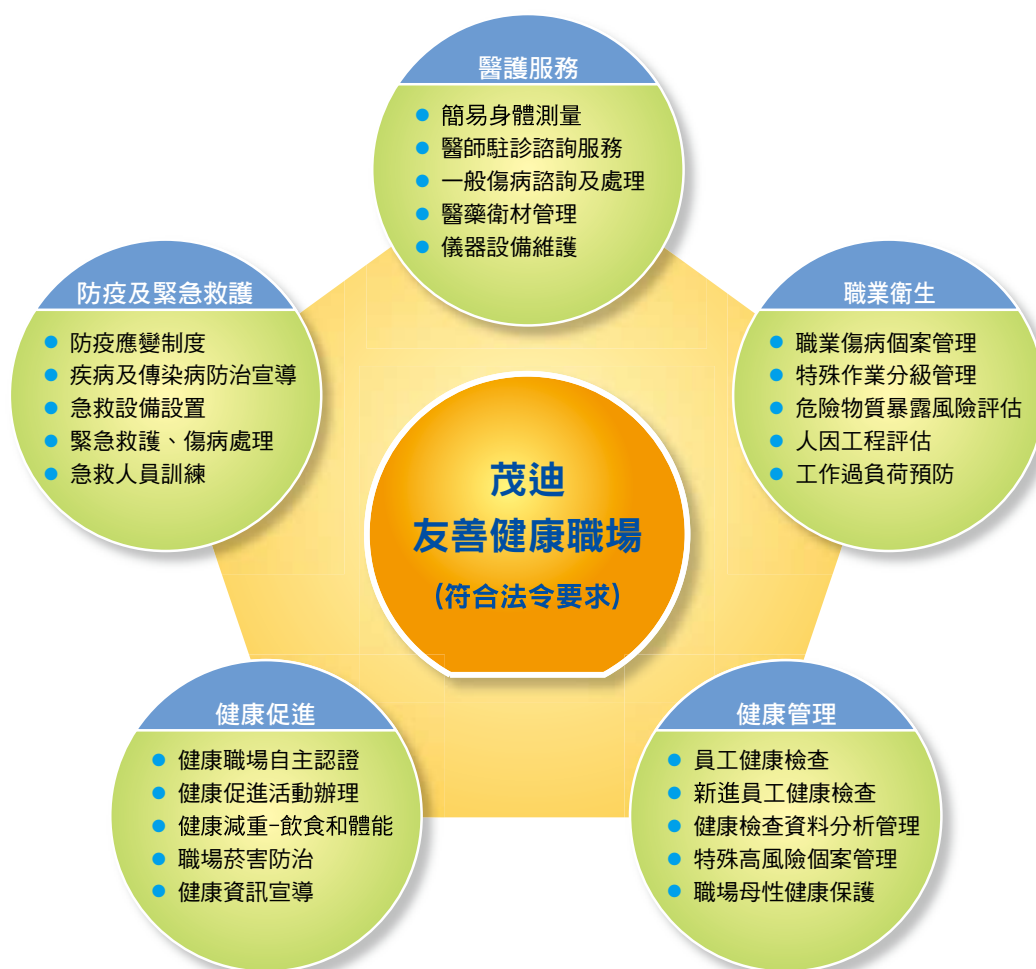 醫護服務
簡易身體測量
醫師駐診諮詢服務
一般傷病諮詢及處理
醫藥衛材管理
儀器設備維護
防疫及緊急救護
防疫應變制度
疾病及傳染病防治宣導
急救設備設置
緊急救護、傷病處理
急救人員訓練
職業衛生
職業傷病個案管理
特殊作業分級管理
危險物質暴露風險評估
人因工程評估
工作過負荷預防
茂迪
友善健康職場
(符合法令要求)
健康促進
健康職場自主認證
健康促進活動辦理
健康減重-飲食和體能
職場菸害防治
健康資訊宣導
健康管理
員工健康檢查
新進員工健康檢查
健康檢查資料分析管理
特殊高風險個案管理
職場母性健康保護